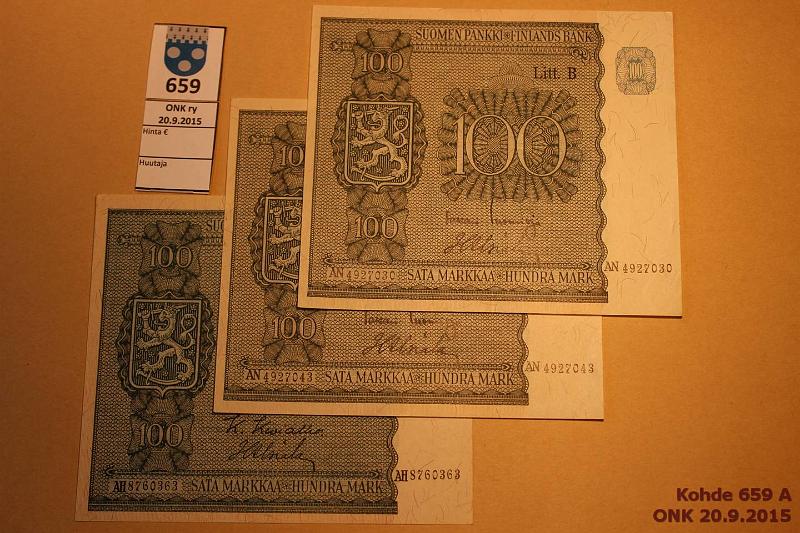 659
ONK ry
20.9.2015
Hinta €
Huutaja
SUOMEN PANKKI FINLANDS BANK
100
Litt. B
100
100
AN 4927030
SATA MARKKAA HUNDRA MARK
AN 4927030
10
100
AN 4927043
SATA MARKKAA HUNDRA MARK
AN 4927043
SU
100
100
AH 8760363
SATA MARKKAA HUNDRA MARK
AH 8760363
100
Kohde 659 A
ONK 20.9.2015